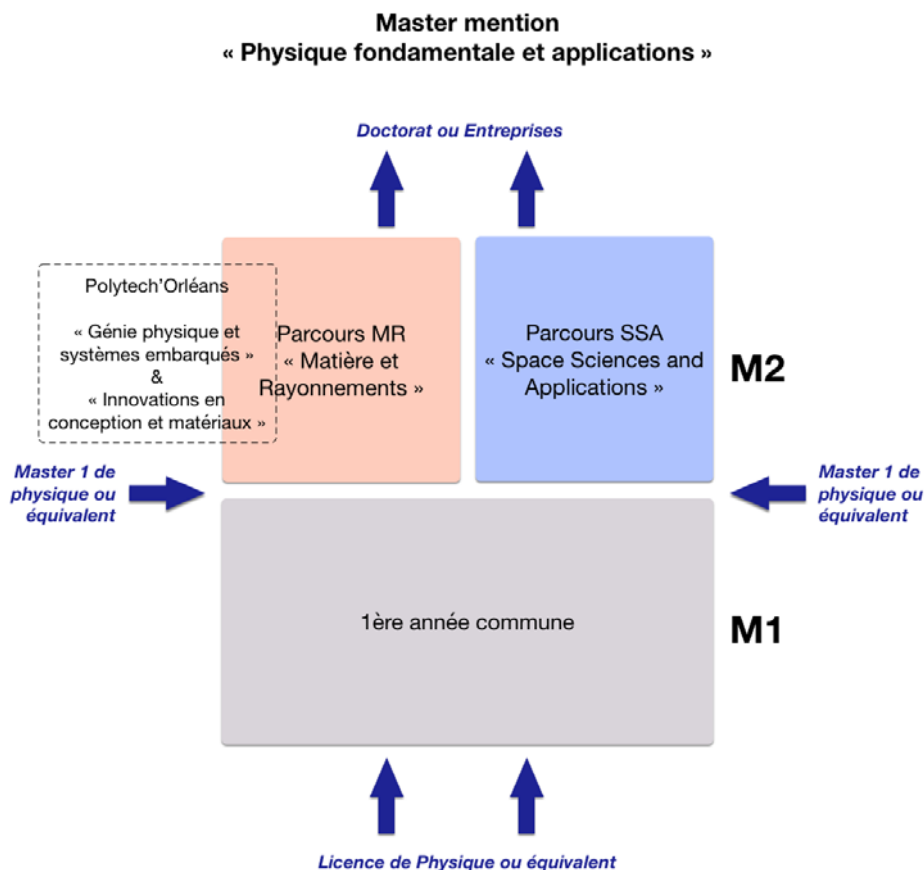 Master mention
« Physique fondamentale et applications »
Doctorat ou Entreprises
Polytech’Orléans
« Génie physique et
systèmes embarqués »
&
« Innovations en
conception et matériaux »
Parcours MR
« Matière et
Rayonnements »
Parcours SSA
« Space Sciences and
Applications »
M2
Master 1 de
physique ou
équivalent
Master 1 de
physique ou
équivalent
1ère année commune
M1
Licence de Physique ou équivalent